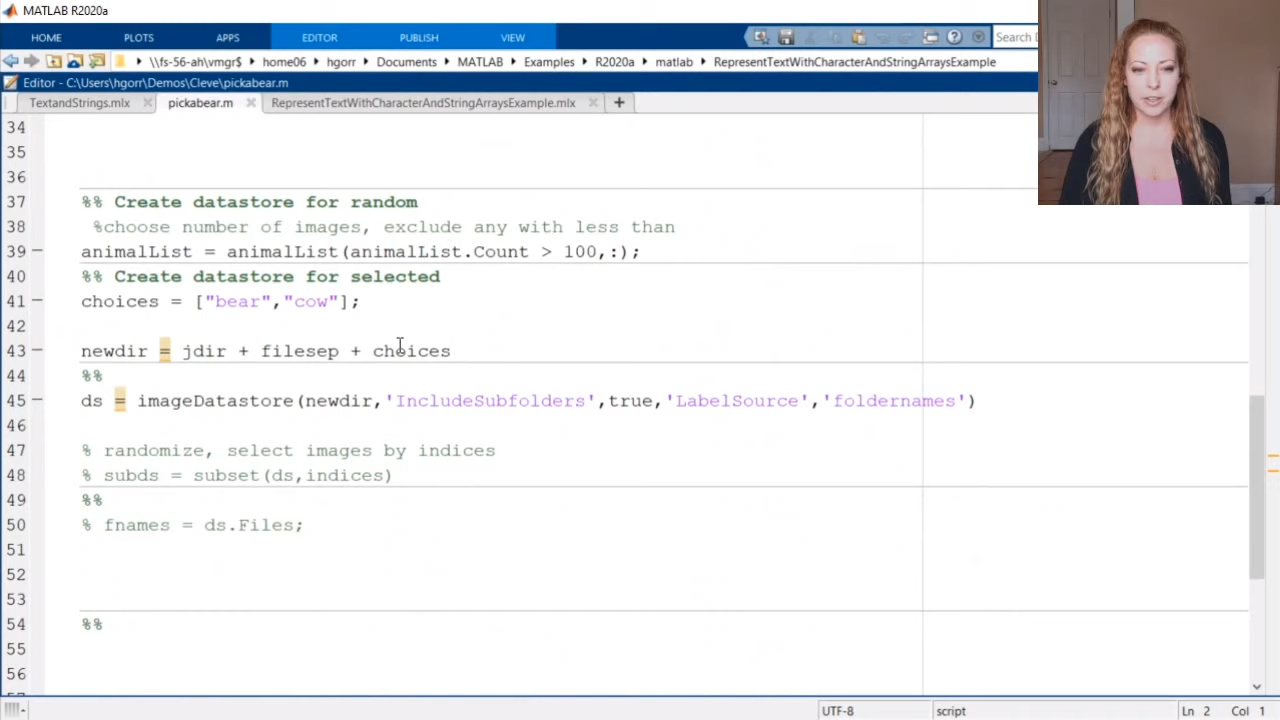 MATLAB R2020a
HOME PLOTS APPS EDITOR PUBLISH VIEW Search D
\\fs-56-ah\vmgr$ home06 hgorr Documents MATLAB Examples R2020a matlab RepresentTextWithCharacterAndStringArraysExample
Editor - C:\Users\hgorr\Demos\Cleve\pickabear.m
TextandStrings.mlx pickabear.m RepresentTextWithCharacterAndStringArraysExample.mlx
34
35
36
37 %% Create datastore for random
38 %choose number of images, exclude any with less than
39 animalList = animalList(animalList.Count > 100,:);
40 %% Create datastore for selected
41 choices = ["bear","cow"];
42
43 newdir = jdir + filesep + choices
44 %%
45 ds = imageDatastore(newdir,'IncludeSubfolders',true,'LabelSource','foldernames')
46
47 % randomize, select images by indices
48 % subds = subset(ds,indices)
49 %%
50 % fnames = ds.Files;
51
52
53
54 %%
55
56
UTF-8 script Ln 2 Col 1